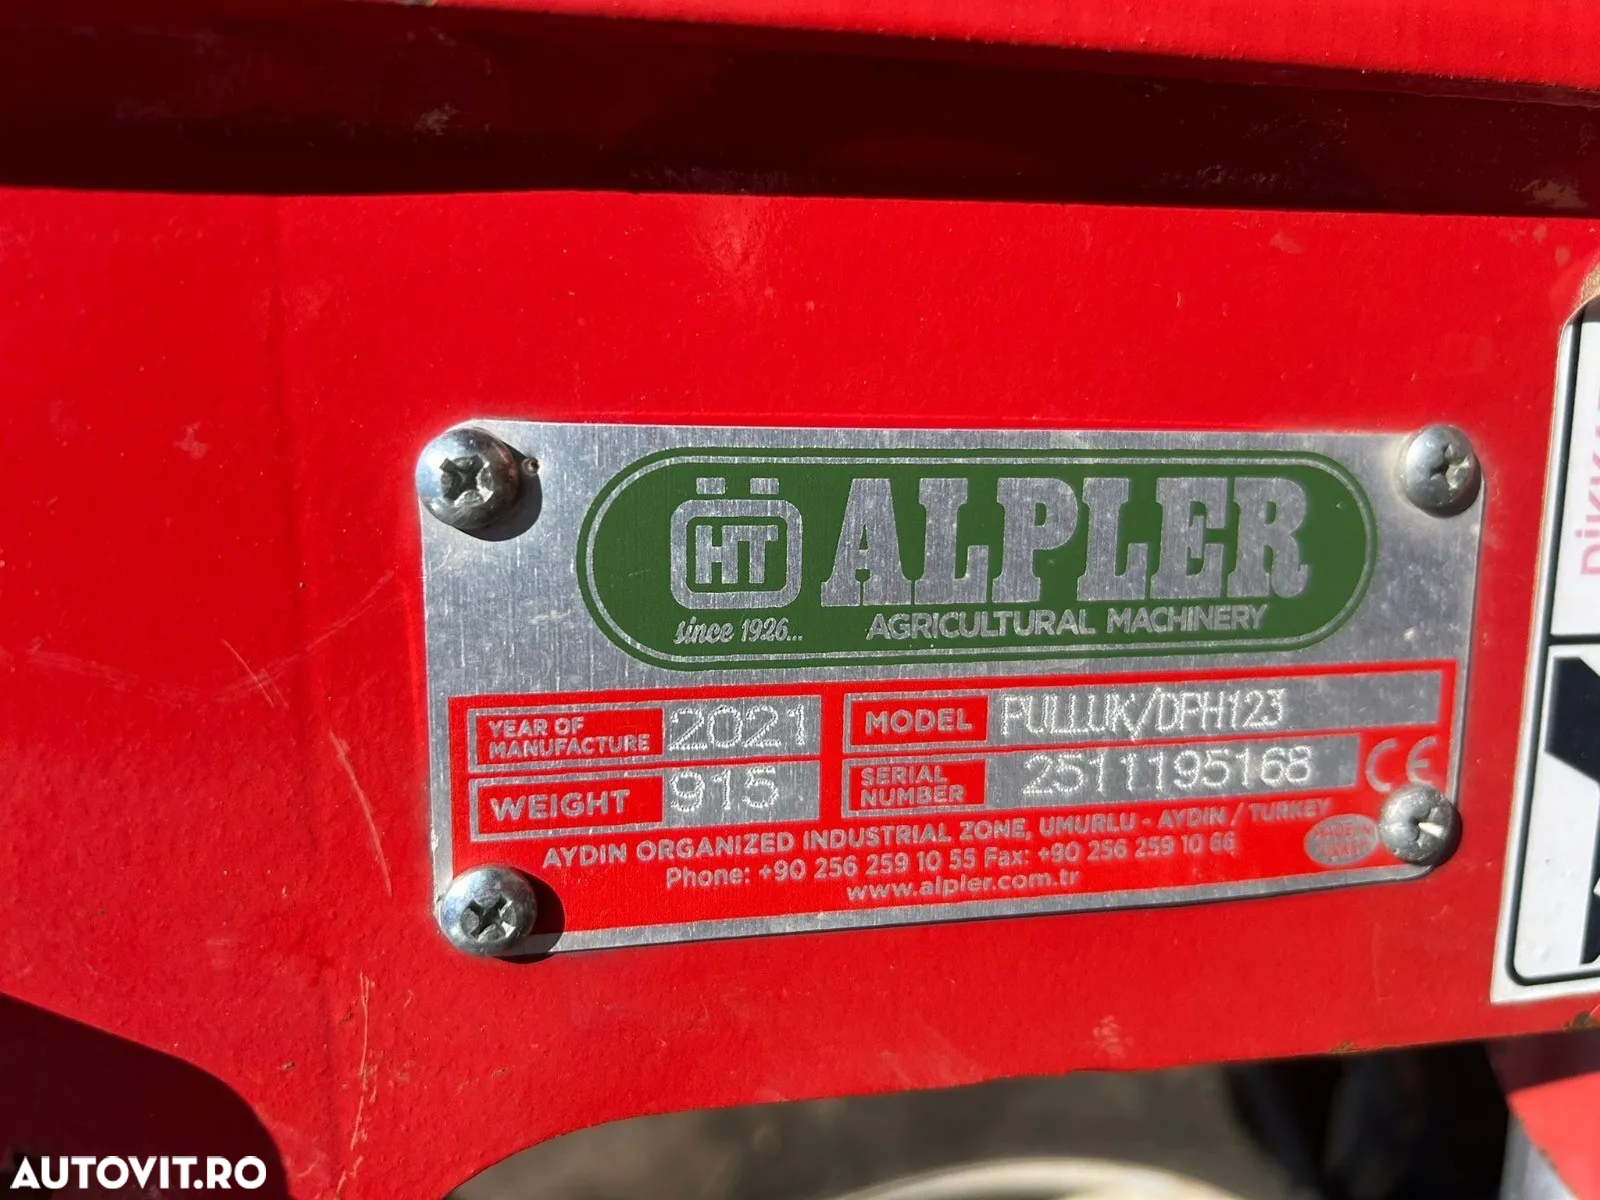 HT
ALPLER
since 1926...
AGRICULTURAL MACHINERY
YEAR OF
MANUFACTURE
2021
MODEL
PULLUK/DPH123
WEIGHT
915
SERIAL
NUMBER
2511195168
CE
AYDIN ORGANIZED INDUSTRIAL ZONE, UMURLU - AYDIN / TURKEY
Phone: +90 256 259 10 55 Fax: +90 256 259 10 66
www.alpler.com.tr
AUTOVIT.RO